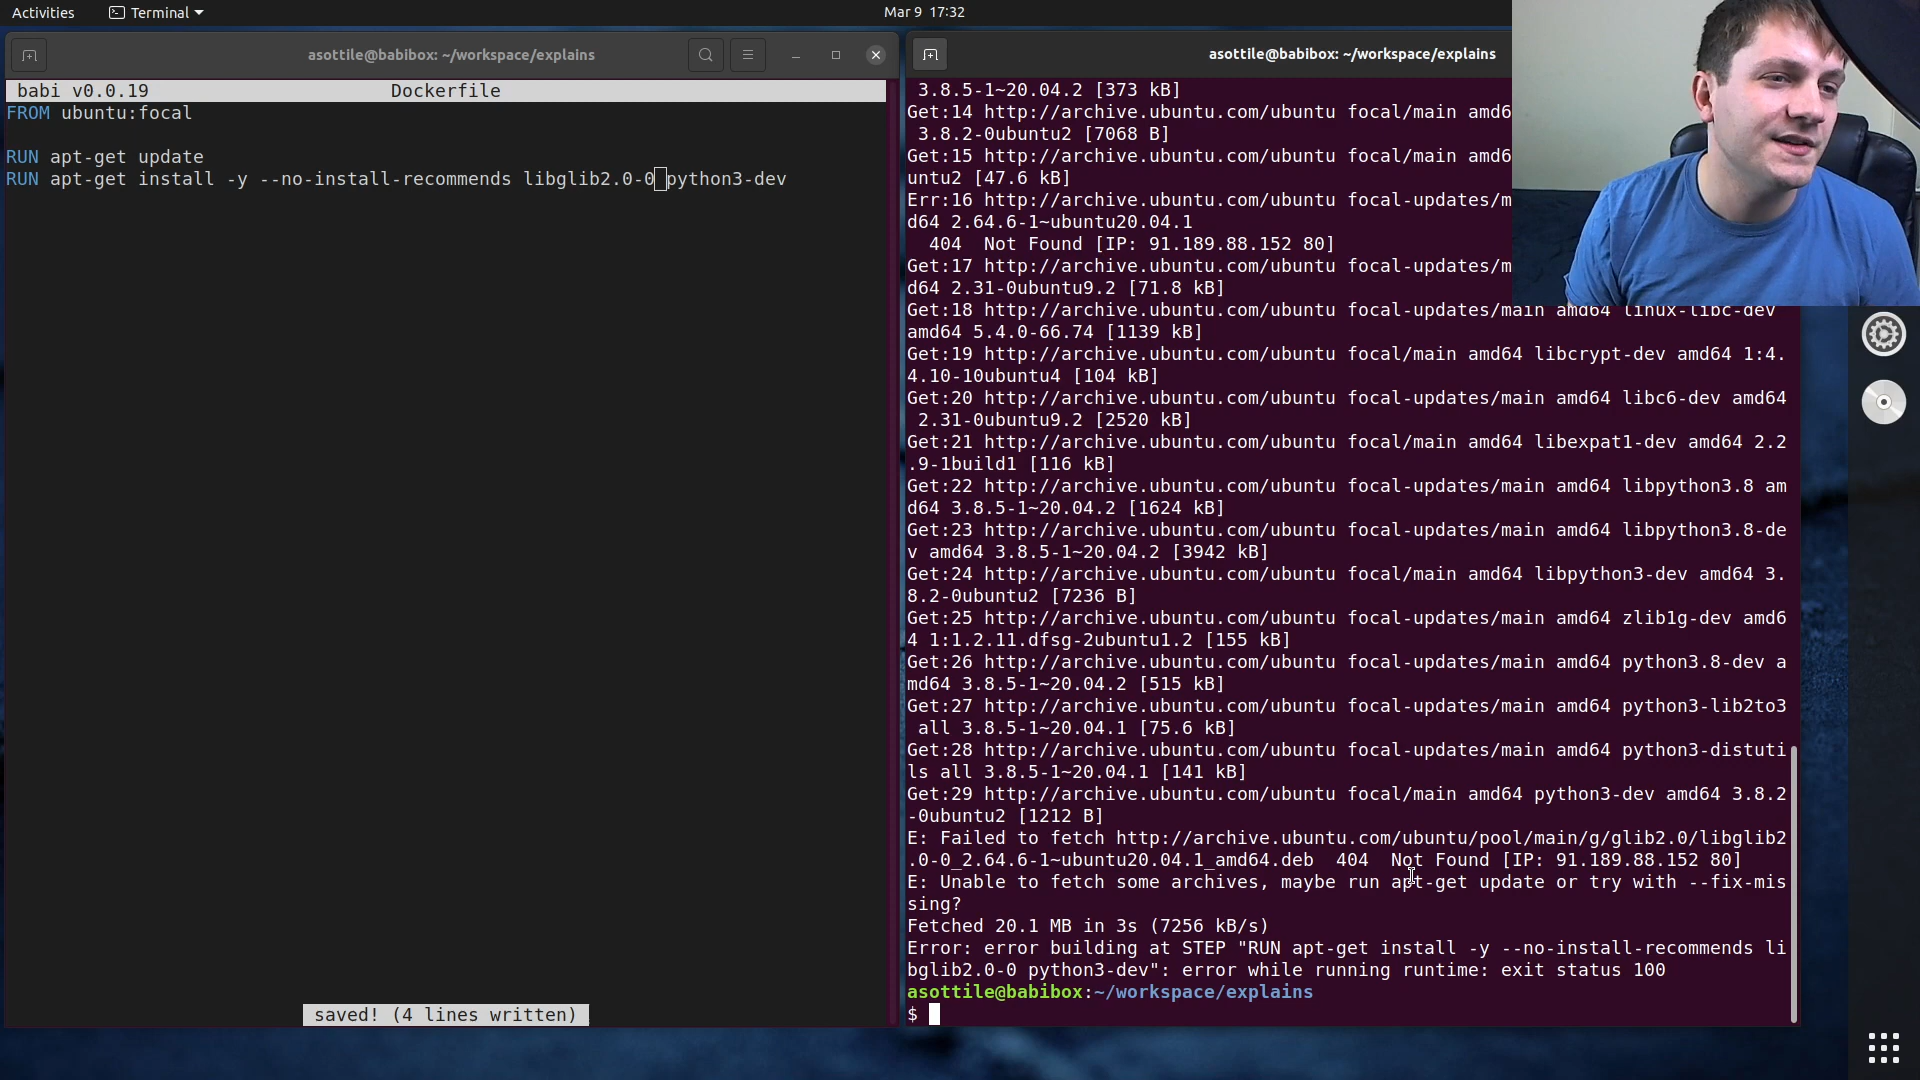 Activities
Terminal
Mar 9 17:32
asottile@babibox: ~/workspace/explains
babi v0.0.19 Dockerfile
FROM ubuntu:focal
RUN apt-get update
RUN apt-get install -y --no-install-recommends libglib2.0-0 python3-dev
saved! (4 lines written)
asottile@babibox: ~/workspace/explains
3.8.5-1~20.04.2 [373 kB]
Get:14 http://archive.ubuntu.com/ubuntu focal/main amd6
3.8.2-0ubuntu2 [7068 B]
Get:15 http://archive.ubuntu.com/ubuntu focal/main amd6
untu2 [47.6 kB]
Err:16 http://archive.ubuntu.com/ubuntu focal-updates/m
d64 2.64.6-1~ubuntu20.04.1
404  Not Found [IP: 91.189.88.152 80]
Get:17 http://archive.ubuntu.com/ubuntu focal-updates/m
d64 2.31-0ubuntu9.2 [71.8 kB]
Get:18 http://archive.ubuntu.com/ubuntu focal-updates/main amd64 linux-libc-dev
amd64 5.4.0-66.74 [1139 kB]
Get:19 http://archive.ubuntu.com/ubuntu focal/main amd64 libcrypt-dev amd64 1:4.
4.10-10ubuntu4 [104 kB]
Get:20 http://archive.ubuntu.com/ubuntu focal-updates/main amd64 libc6-dev amd64
2.31-0ubuntu9.2 [2520 kB]
Get:21 http://archive.ubuntu.com/ubuntu focal/main amd64 libexpat1-dev amd64 2.2
.9-1build1 [116 kB]
Get:22 http://archive.ubuntu.com/ubuntu focal-updates/main amd64 libpython3.8 am
d64 3.8.5-1~20.04.2 [1624 kB]
Get:23 http://archive.ubuntu.com/ubuntu focal-updates/main amd64 libpython3.8-de
v amd64 3.8.5-1~20.04.2 [3942 kB]
Get:24 http://archive.ubuntu.com/ubuntu focal/main amd64 libpython3-dev amd64 3.
8.2-0ubuntu2 [7236 B]
Get:25 http://archive.ubuntu.com/ubuntu focal-updates/main amd64 zlib1g-dev amd6
4 1:1.2.11.dfsg-2ubuntu1.2 [155 kB]
Get:26 http://archive.ubuntu.com/ubuntu focal-updates/main amd64 python3.8-dev a
md64 3.8.5-1~20.04.2 [515 kB]
Get:27 http://archive.ubuntu.com/ubuntu focal-updates/main amd64 python3-lib2to3
all 3.8.5-1~20.04.1 [75.6 kB]
Get:28 http://archive.ubuntu.com/ubuntu focal-updates/main amd64 python3-distuti
ls all 3.8.5-1~20.04.1 [141 kB]
Get:29 http://archive.ubuntu.com/ubuntu focal/main amd64 python3-dev amd64 3.8.2
-0ubuntu2 [1212 B]
E: Failed to fetch http://archive.ubuntu.com/ubuntu/pool/main/g/glib2.0/libglib2
.0-0_2.64.6-1~ubuntu20.04.1_amd64.deb  404  Not Found [IP: 91.189.88.152 80]
E: Unable to fetch some archives, maybe run apt-get update or try with --fix-mis
sing?
Fetched 20.1 MB in 3s (7256 kB/s)
Error: error building at STEP "RUN apt-get install -y --no-install-recommends li
bglib2.0-0 python3-dev": error while running runtime: exit status 100
asottile@babibox:~/workspace/explains
$